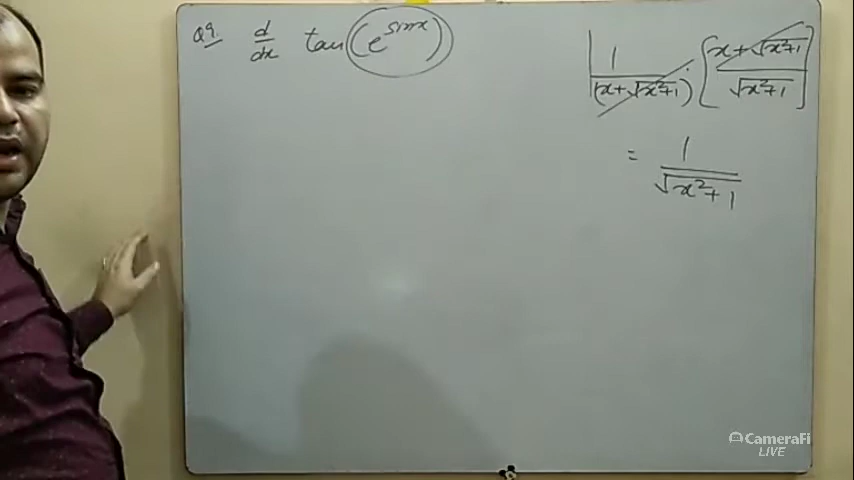 Q9. d/dx tan(e^sinx)
1/(x+√x²+1) · [x+√x²+1 / √x²+1]
= 1/√x²+1
CameraFi
LIVE